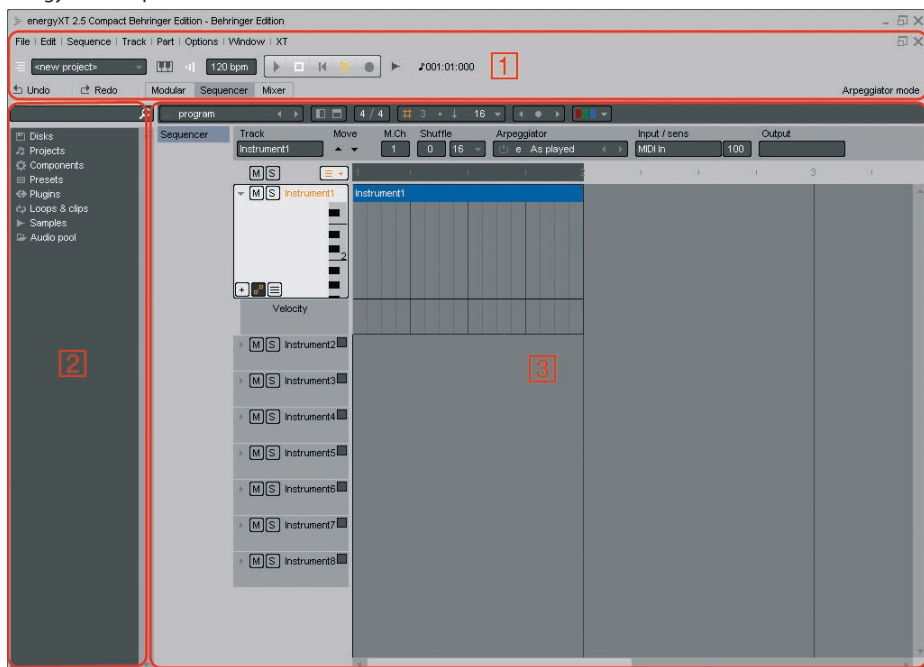 energyXT 2.5 Compact Behringer Edition - Behringer Edition
File | Edit | Sequence | Track | Part | Options | Window | XT
<new project>
120 bpm
001:01:000
1
Undo
Redo
Modular
Sequencer
Mixer
Arpeggiator mode
... program
4 / 4
3
16
Disks
Projects
Components
Presets
Plugins
Loops & clips
Samples
Audio pool
2
Sequencer
Track
Move
M.Ch
Shuffle
Arpeggiator
Input / sens
Output
Instrument1
1
0
16
e As played
MIDI In
100
M S
1
2
3
M S Instrument1
Instrument1
2
Velocity
M S Instrument2
3
M S Instrument3
M S Instrument4
M S Instrument5
M S Instrument6
M S Instrument7
M S Instrument8